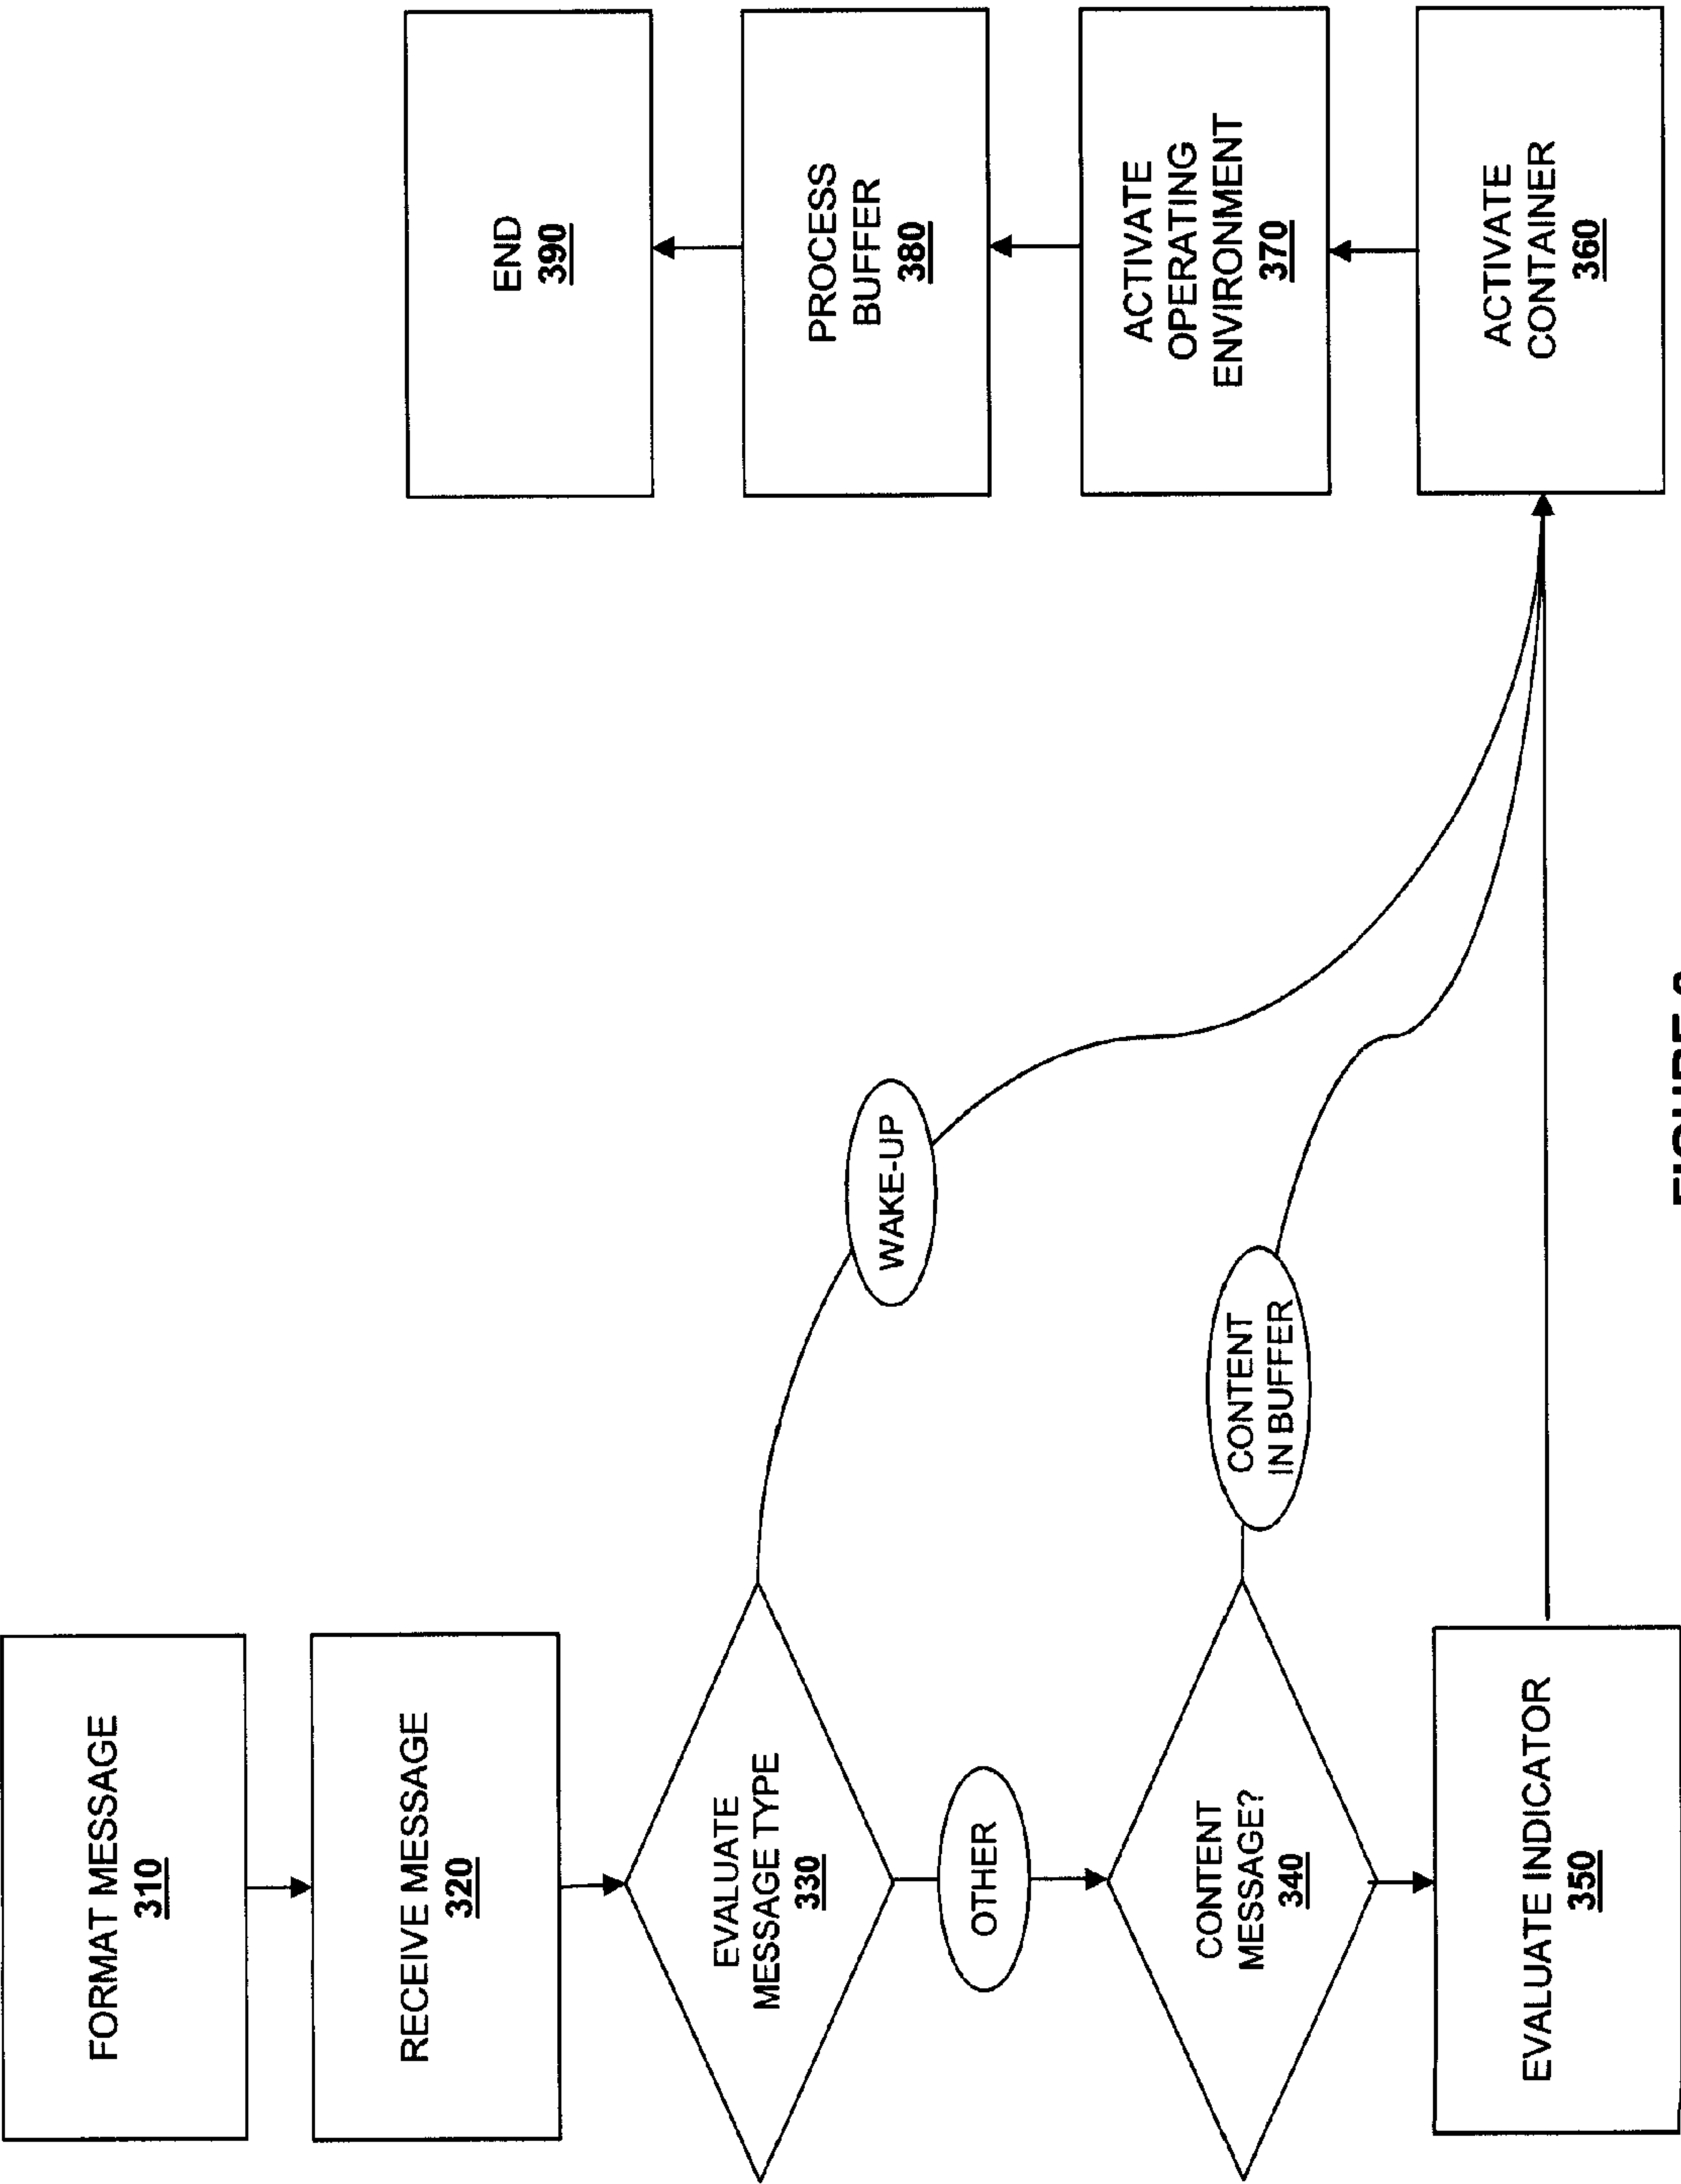 FORMAT MESSAGE
310
RECEIVE MESSAGE
320
EVALUATE
MESSAGE TYPE
330
WAKE-UP
OTHER
CONTENT
MESSAGE?
340
CONTENT
IN BUFFER
EVALUATE INDICATOR
350
END
390
PROCESS
BUFFER
380
ACTIVATE
OPERATING
ENVIRONMENT
370
ACTIVATE
CONTAINER
360